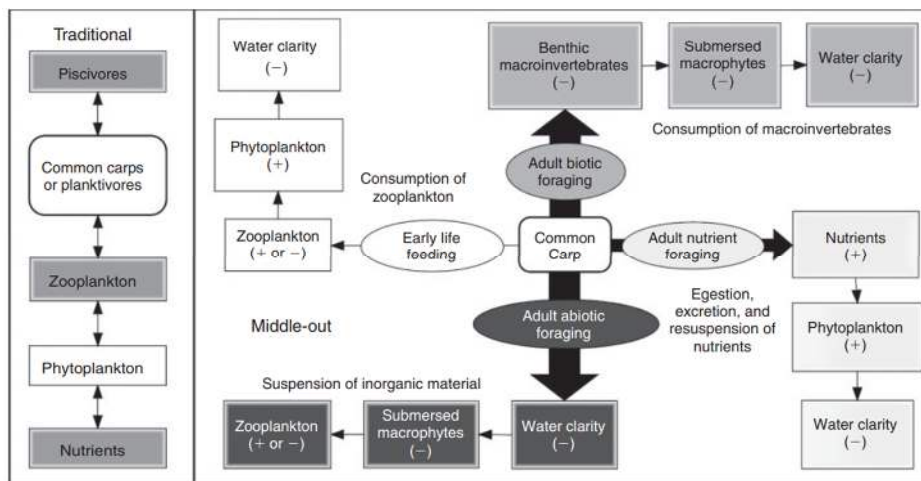 Traditional
Piscivores
Common carps
or planktivores
Zooplankton
Phytoplankton
Nutrients
Water clarity
(−)
Phytoplankton
(+)
Consumption of
zooplankton
Zooplankton
(+ or −)
Early life
feeding
Common
Carp
Benthic
macroinvertebrates
(−)
Submersed
macrophytes
(−)
Water clarity
(−)
Consumption of macroinvertebrates
Adult biotic
foraging
Adult nutrient
foraging
Nutrients
(+)
Egestion,
excretion, and
resuspension of
nutrients
Phytoplankton
(+)
Water clarity
(−)
Middle-out
Adult abiotic
foraging
Suspension of inorganic material
Zooplankton
(+ or −)
Submersed
macrophytes
(−)
Water clarity
(−)